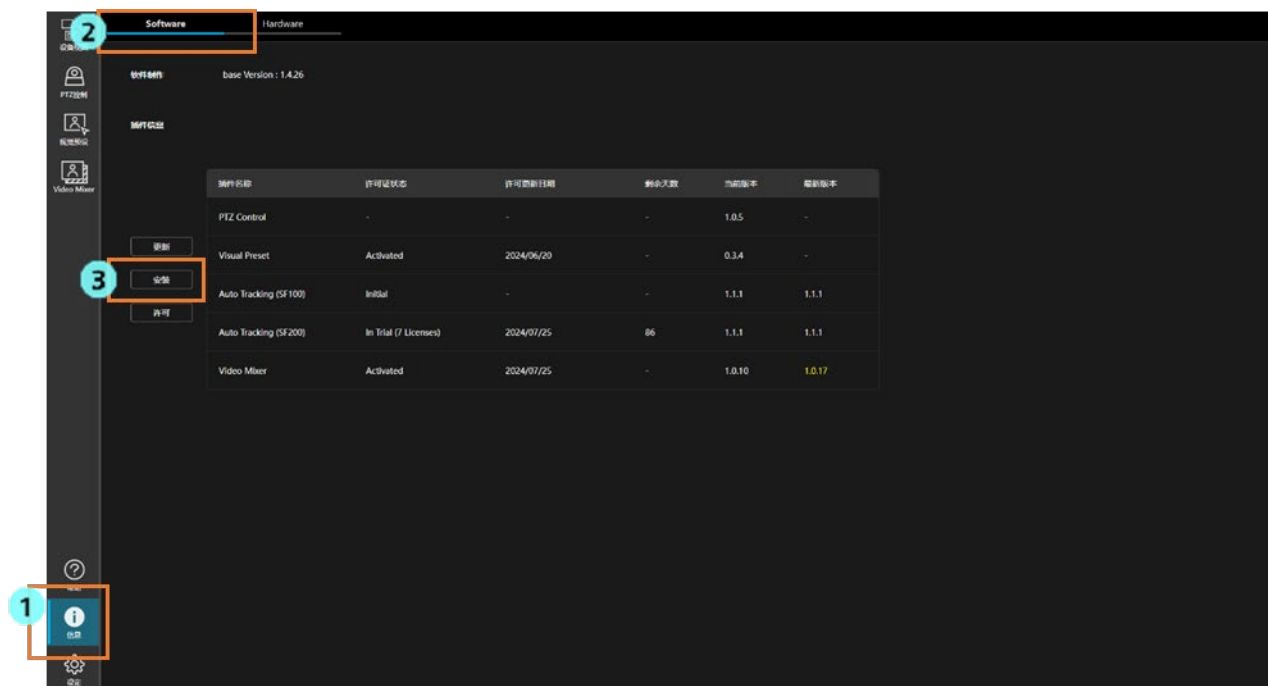 2 Software Hardware
PTZ控制
视觉预设
Video Mixer
软件制作 base Version : 1.4.26
插件信息
插件名称 许可证状态 许可更新日期 剩余天数 当前版本 最新版本
PTZ Control - - - 1.0.5 -
Visual Preset Activated 2024/06/20 - 0.3.4 -
Auto Tracking (SF100) Initial - - 1.1.1 1.1.1
Auto Tracking (SF200) In Trial (7 Licenses) 2024/07/25 86 1.1.1 1.1.1
Video Mixer Activated 2024/07/25 - 1.0.10 1.0.17
更新
3 安装
许可
1 信息
设定